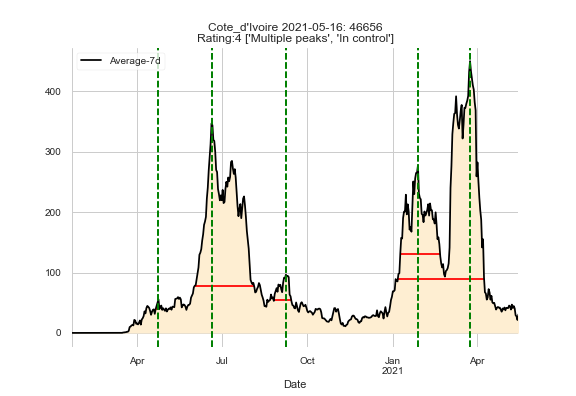 Cote_d'Ivoire 2021-05-16: 46656
Rating:4 ['Multiple peaks', 'In control']
Average-7d
400
300
200
100
0
Apr
Jul
Oct
Jan
2021
Apr
Date